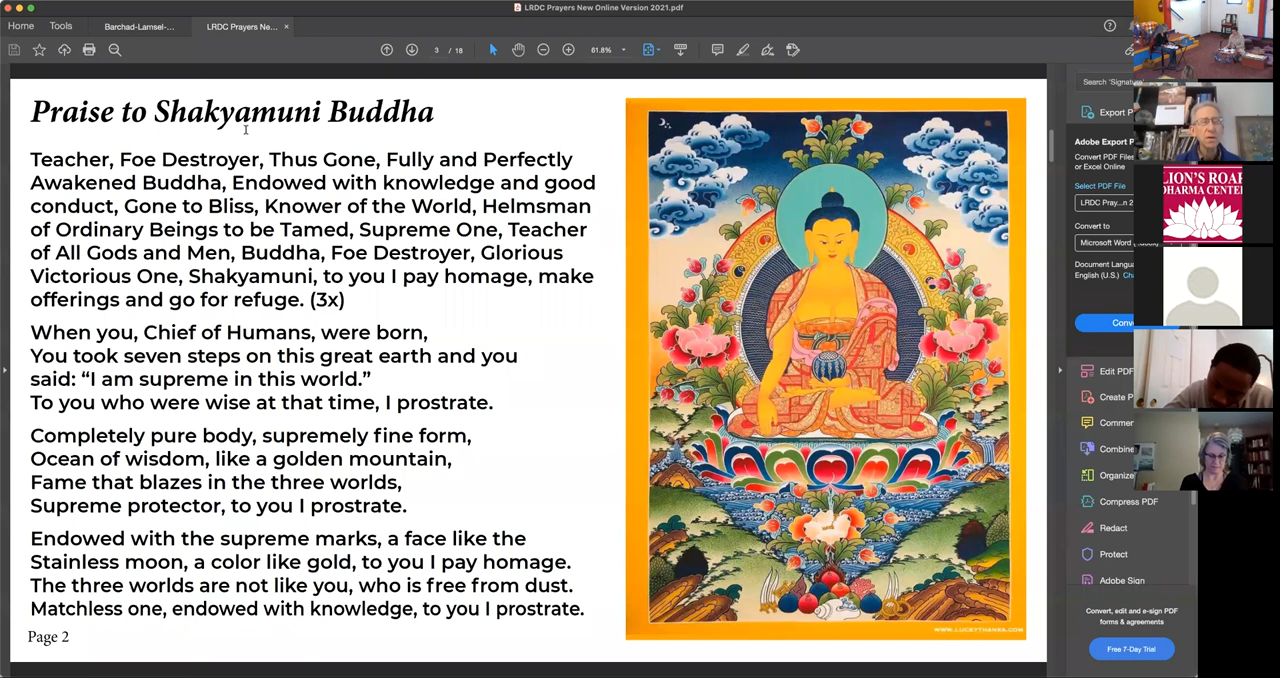 LRDC Prayers New Online Version 2021.pdf
Home
Tools
Barchad-Lamsel-...
LRDC Prayers Ne...
3 / 18
61.8%
Praise to Shakyamuni Buddha
Teacher, Foe Destroyer, Thus Gone, Fully and Perfectly
Awakened Buddha, Endowed with knowledge and good
conduct, Gone to Bliss, Knower of the World, Helmsman
of Ordinary Beings to be Tamed, Supreme One, Teacher
of All Gods and Men, Buddha, Foe Destroyer, Glorious
Victorious One, Shakyamuni, to you I pay homage, make
offerings and go for refuge. (3x)
When you, Chief of Humans, were born,
You took seven steps on this great earth and you
said: “I am supreme in this world.”
To you who were wise at that time, I prostrate.
Completely pure body, supremely fine form,
Ocean of wisdom, like a golden mountain,
Fame that blazes in the three worlds,
Supreme protector, to you I prostrate.
Endowed with the supreme marks, a face like the
Stainless moon, a color like gold, to you I pay homage.
The three worlds are not like you, who is free from dust.
Matchless one, endowed with knowledge, to you I prostrate.
Page 2
WWW.LUCKYTHANKA.COM
Search 'Signature'
Export P
Adobe Export P
Convert PDF Files
or Excel Online
Select PDF File
LRDC Pray...n 2
Convert to
Microsoft Word
Document Langua
English (U.S.) Cha
Conv
Edit PDF
Create P
Commer
Combine
Organize
Compress PDF
Redact
Protect
Adobe Sign
Convert, edit and e-sign PDF
forms & agreements
Free 7-Day Trial
LION'S ROAR
DHARMA CENTER